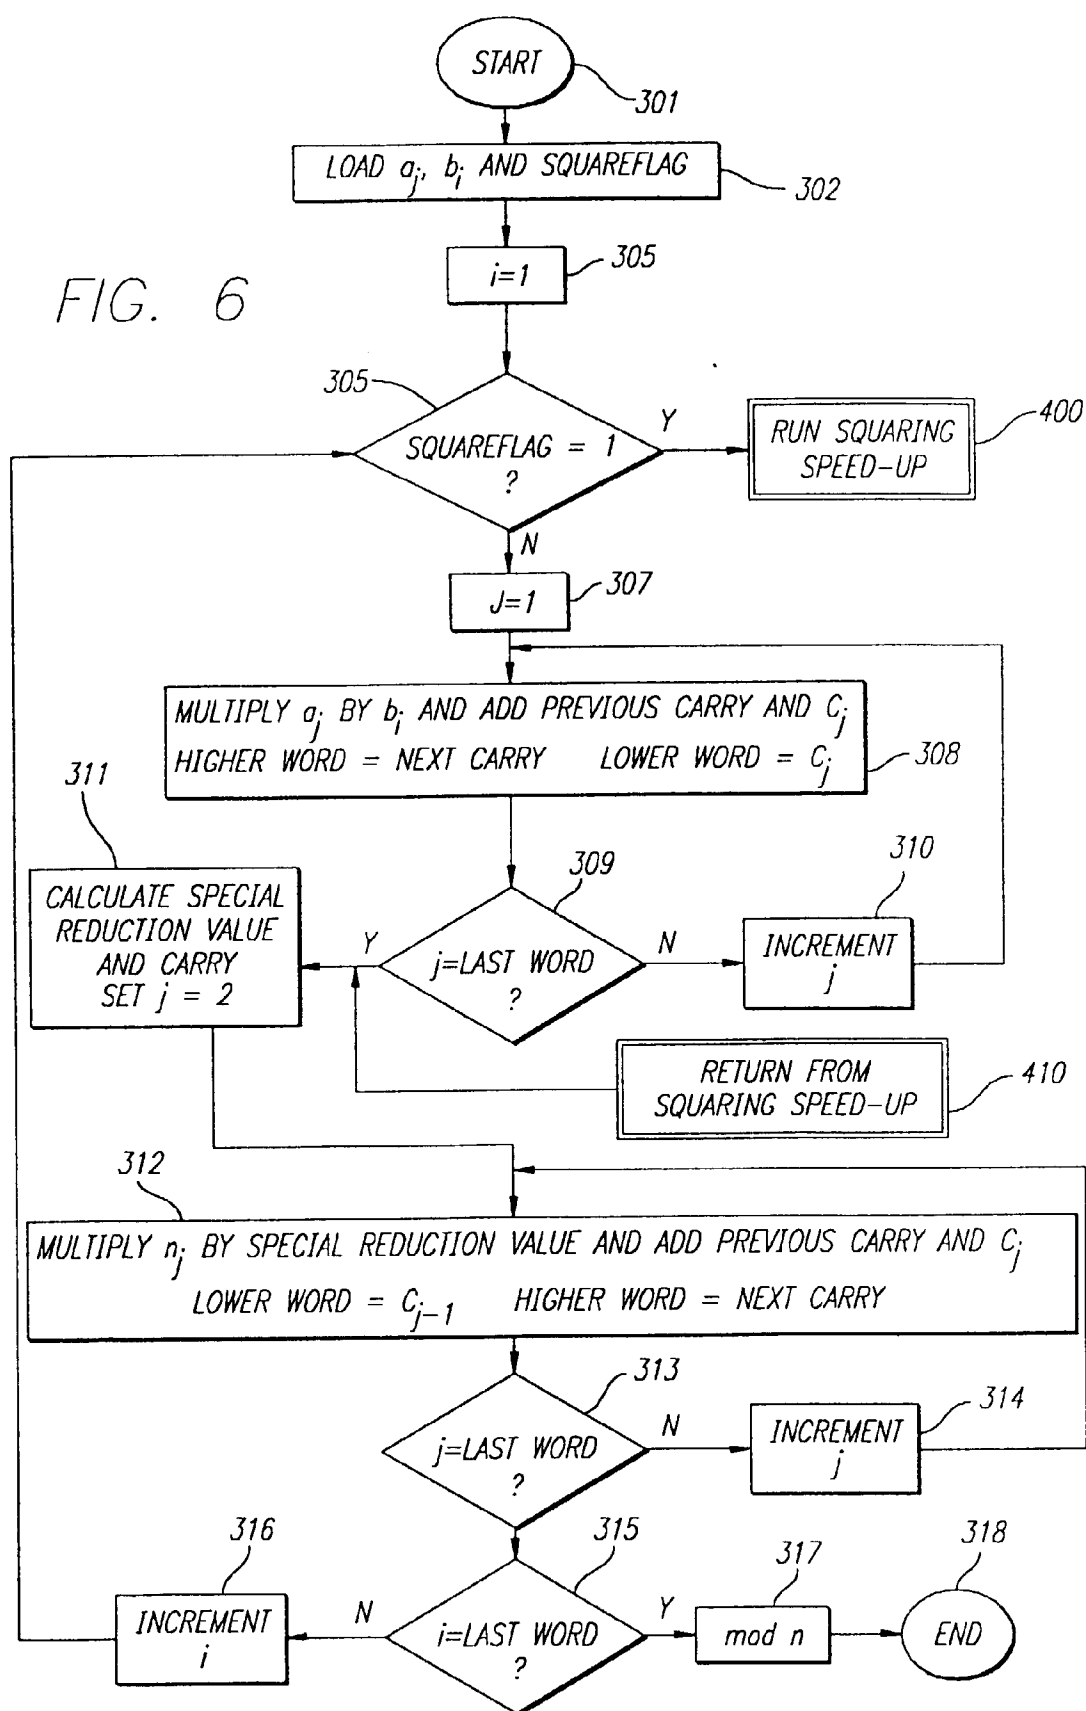 START
301
LOAD aj, bi AND SQUAREFLAG
302
i=1
305
FIG. 6
305
SQUAREFLAG = 1
?
Y
RUN SQUARING
SPEED-UP
400
N
J=1
307
MULTIPLY aj BY bi AND ADD PREVIOUS CARRY AND Cj
HIGHER WORD = NEXT CARRY LOWER WORD = Cj
308
311
CALCULATE SPECIAL
REDUCTION VALUE
AND CARRY
SET j = 2
Y
309
j=LAST WORD
?
N
310
INCREMENT
j
RETURN FROM
SQUARING SPEED-UP
410
312
MULTIPLY nj BY SPECIAL REDUCTION VALUE AND ADD PREVIOUS CARRY AND Cj
LOWER WORD = Cj-1 HIGHER WORD = NEXT CARRY
313
j=LAST WORD
?
N
314
INCREMENT
j
316
INCREMENT
i
N
315
i=LAST WORD
?
Y
317
mod n
318
END